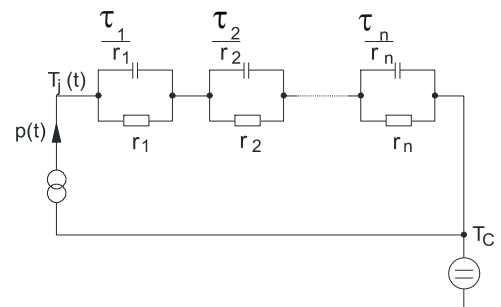 τ1/r1 τ2/r2 τn/rn
Tj(t)
r1 r2 rn
p(t)
TC